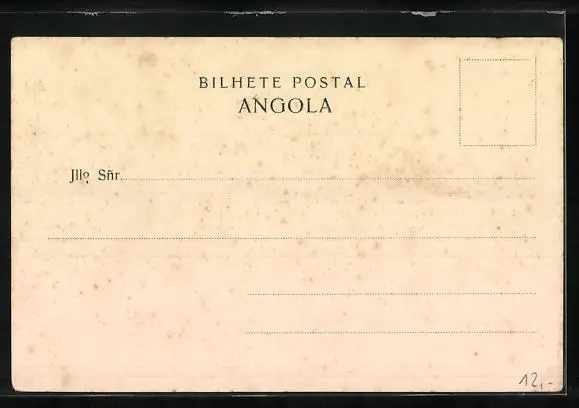 BILHETE POSTAL
ANGOLA
Jllo Sñr.
12,-